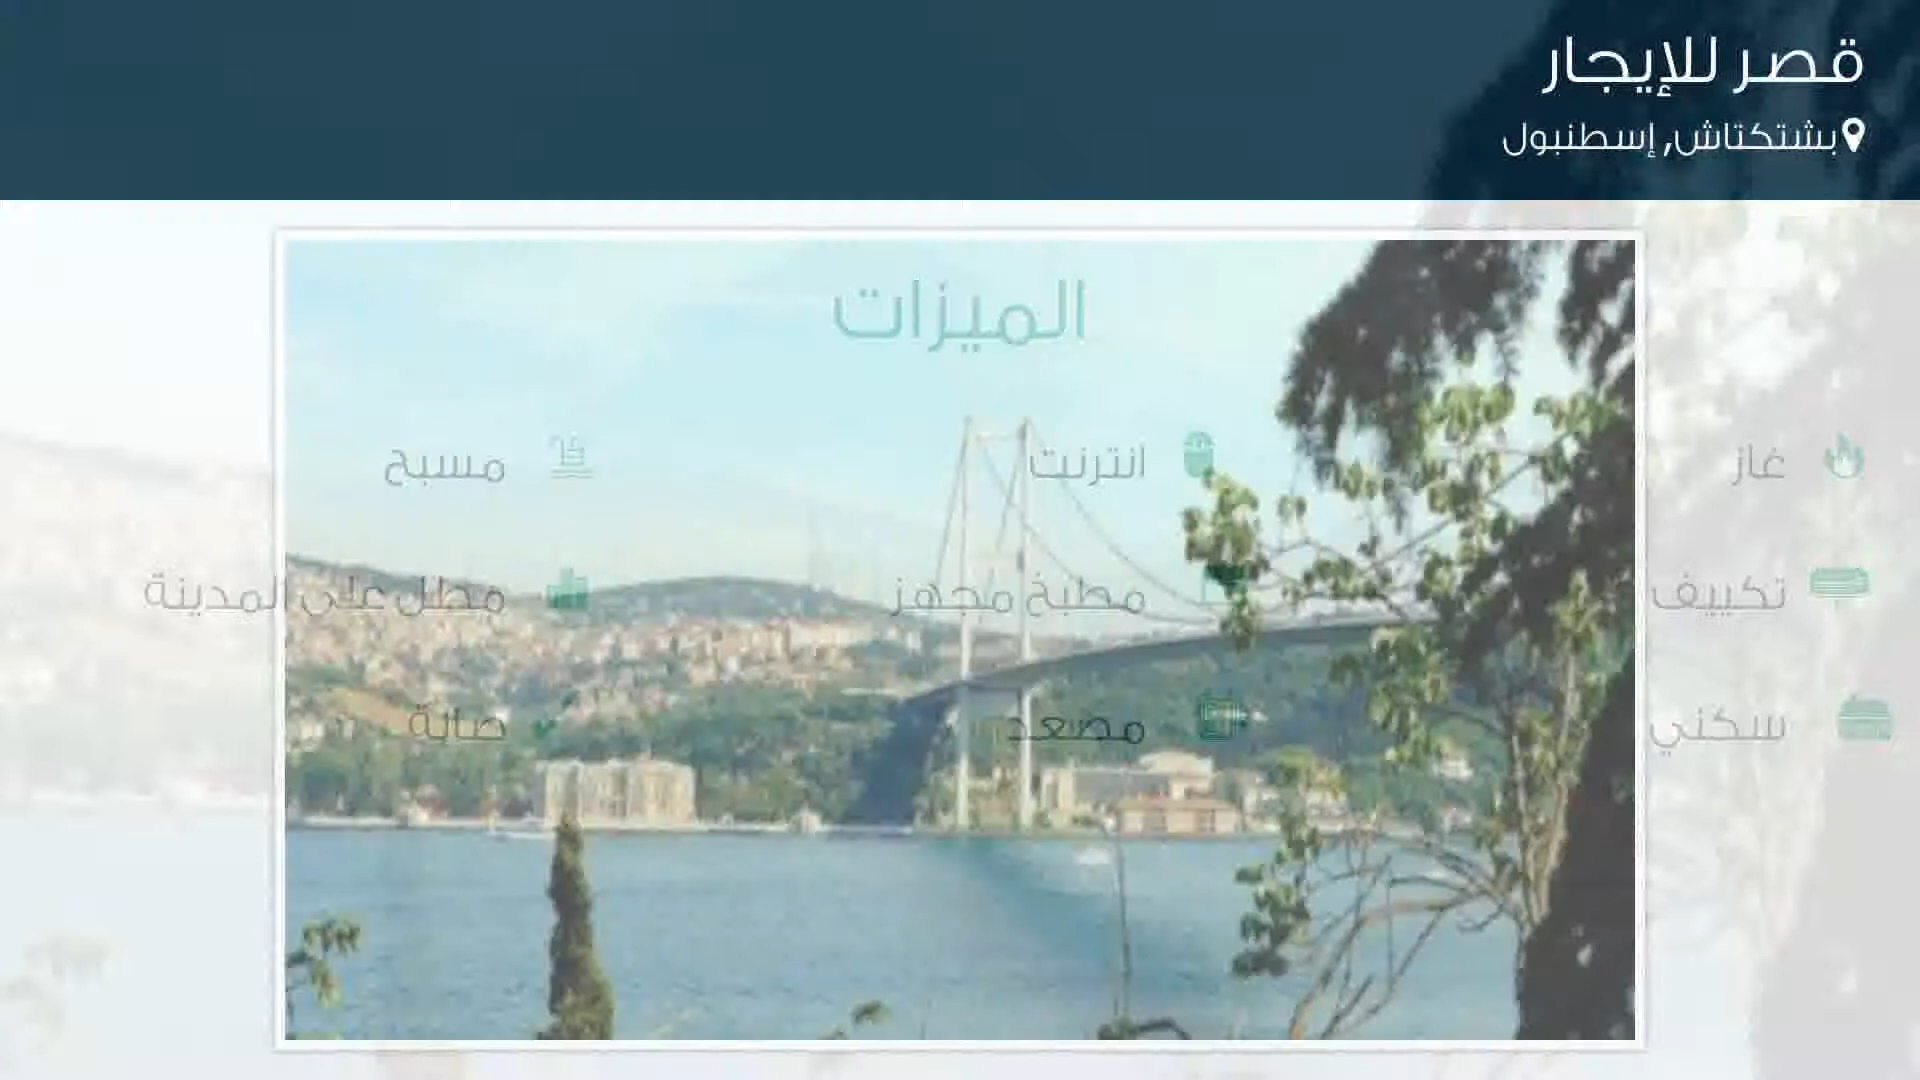 قصر للإيجار
بشتكتاش, إسطنبول
الميزات
غاز انترنت مسبح
تكييف مطبخ مجهز مطل على المدينة
سكني مصعد صالة